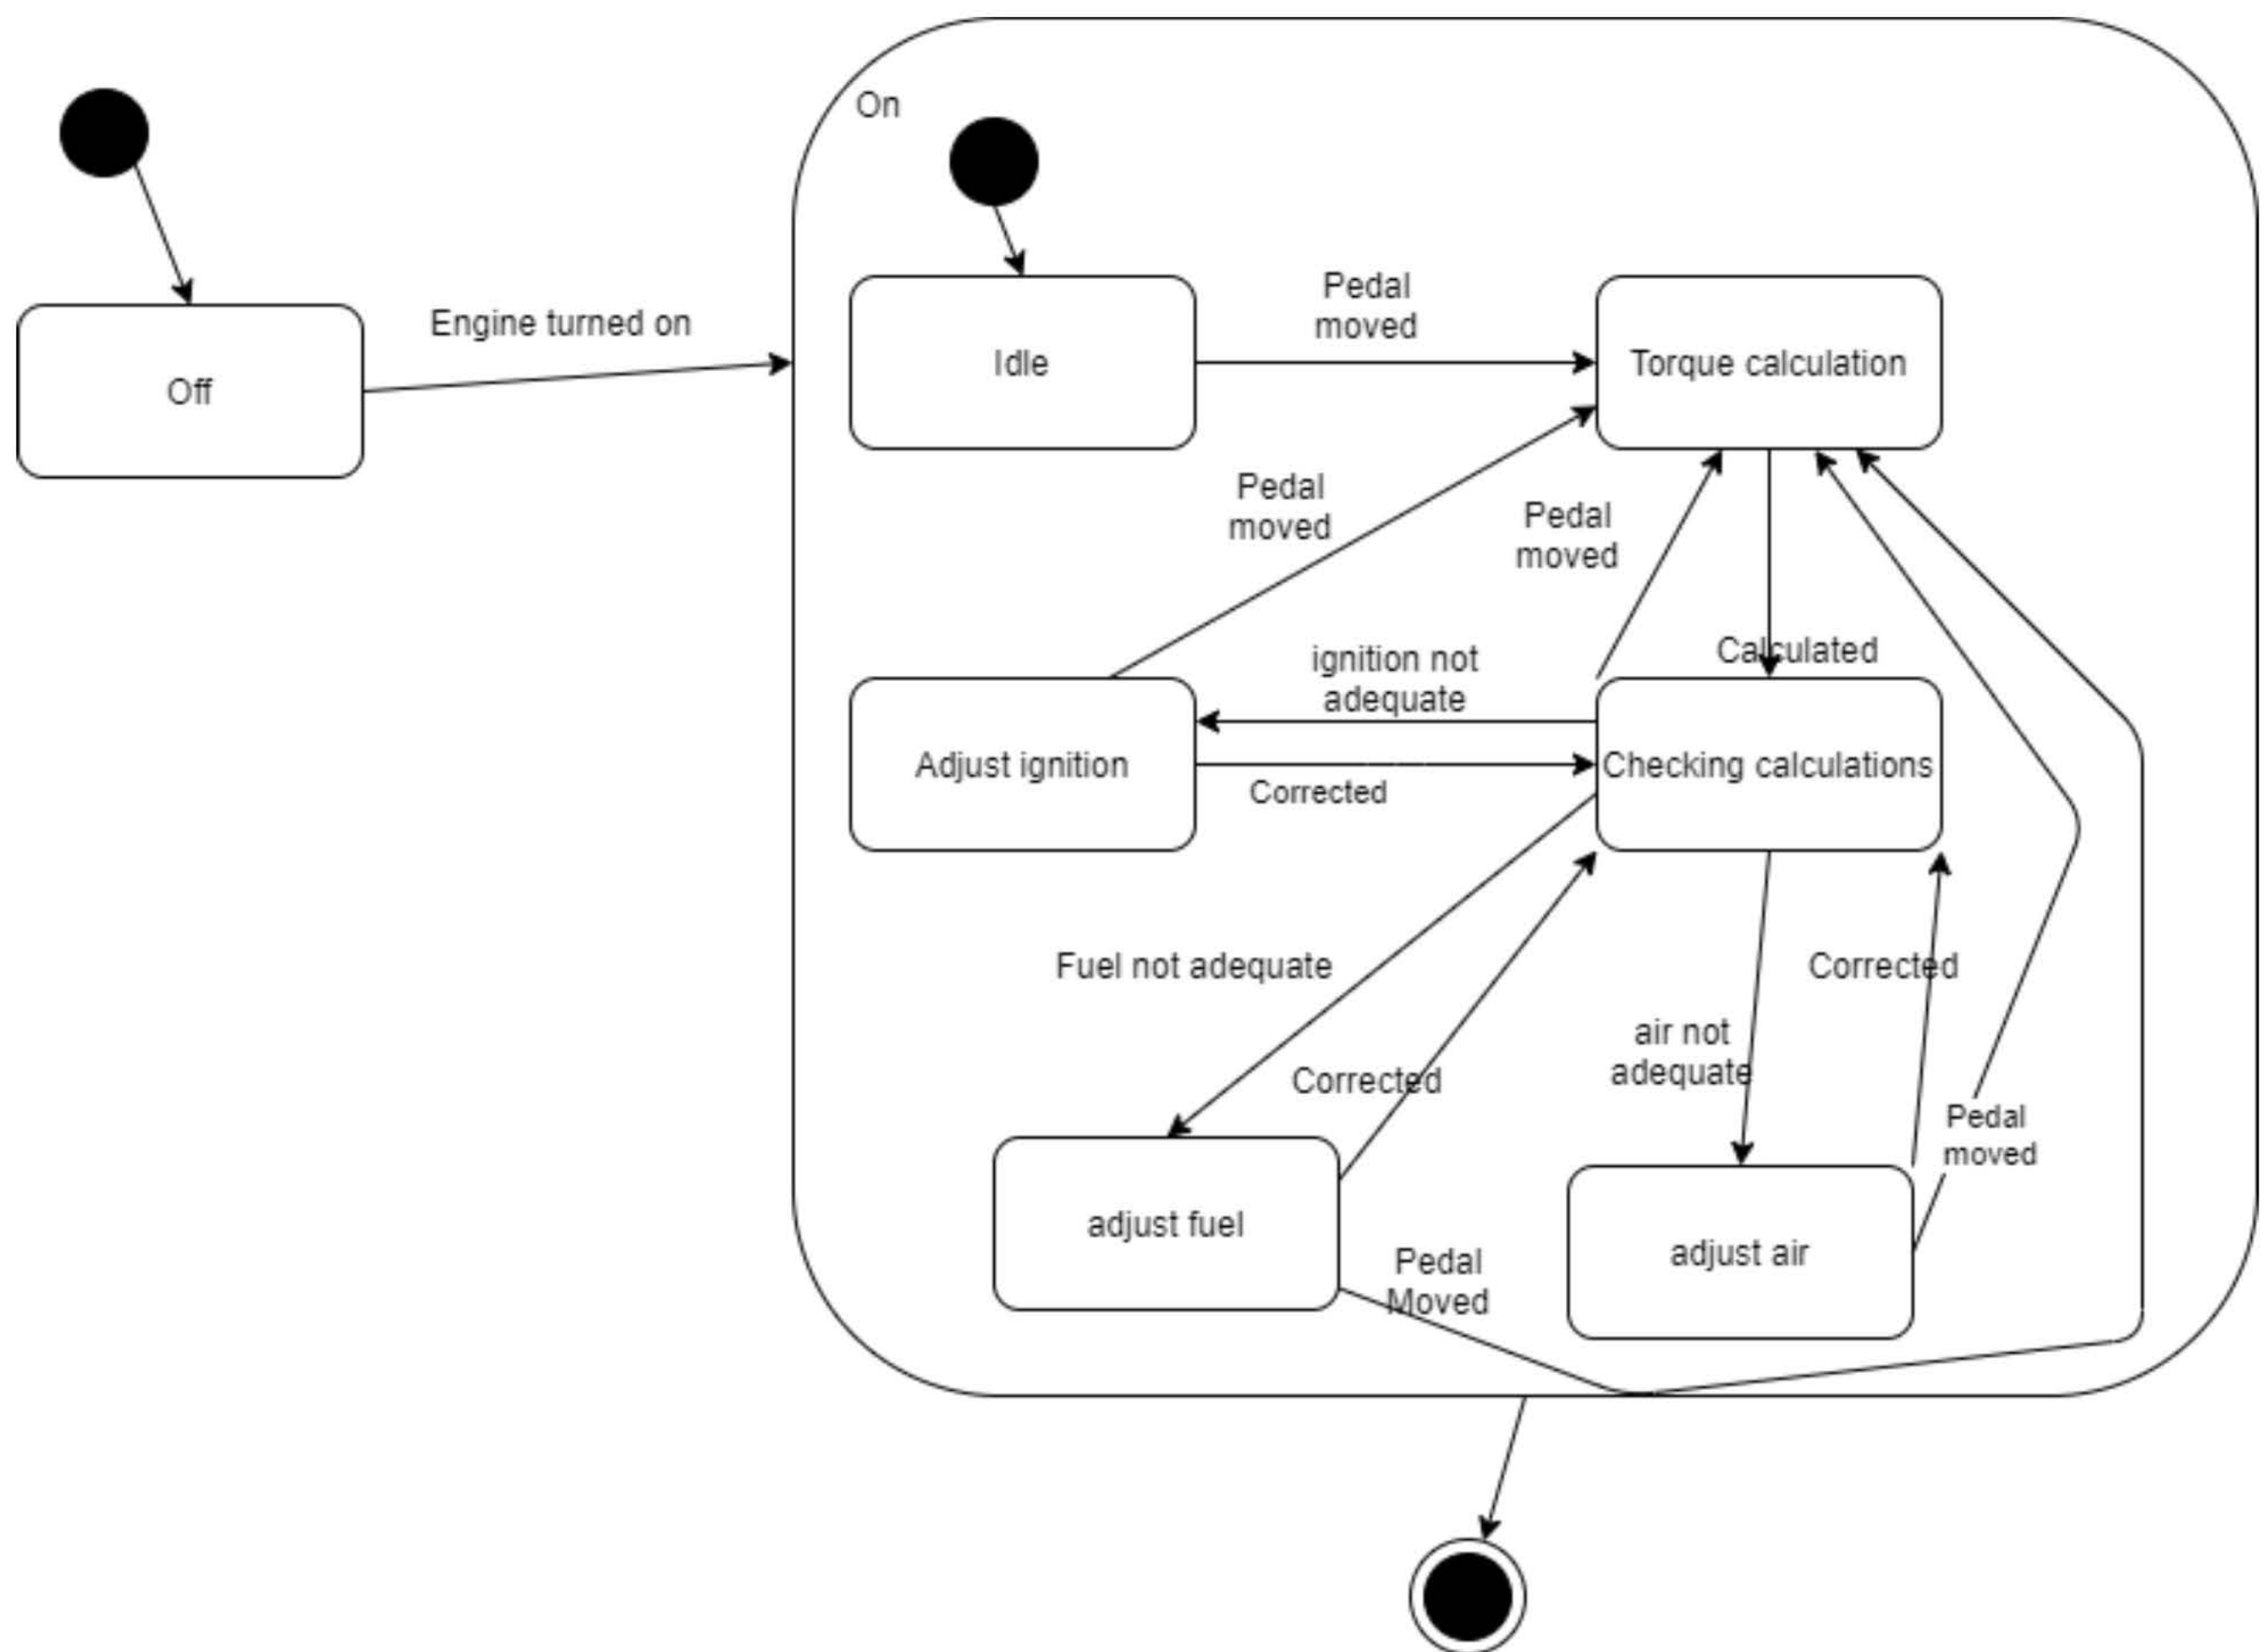 On
Engine turned on
Off
Idle
Pedal
moved
Torque calculation
Pedal
moved
Pedal
moved
Calculated
ignition not
adequate
Adjust ignition
Corrected
Checking calculations
Fuel not adequate
Corrected
Corrected
air not
adequate
Pedal
moved
adjust fuel
Pedal
Moved
adjust air